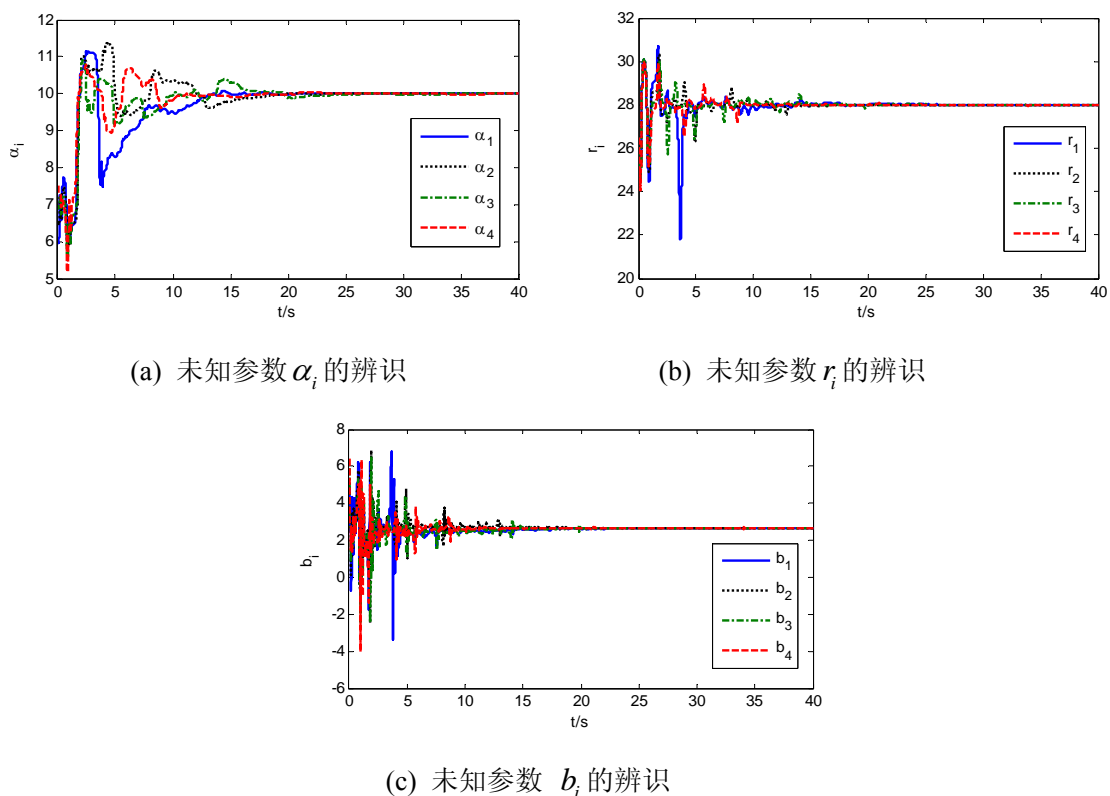 12
11
10
9
8
7
6
5
α_i
0 5 10 15 20 25 30 35 40
t/s
α_1
α_2
α_3
α_4
32
30
28
26
24
22
20
r_i
0 5 10 15 20 25 30 35 40
t/s
r_1
r_2
r_3
r_4
(a) 未知参数 α_i 的辨识
(b) 未知参数 r_i 的辨识
8
6
4
2
0
-2
-4
-6
b_i
0 5 10 15 20 25 30 35 40
t/s
b_1
b_2
b_3
b_4
(c) 未知参数 b_i 的辨识